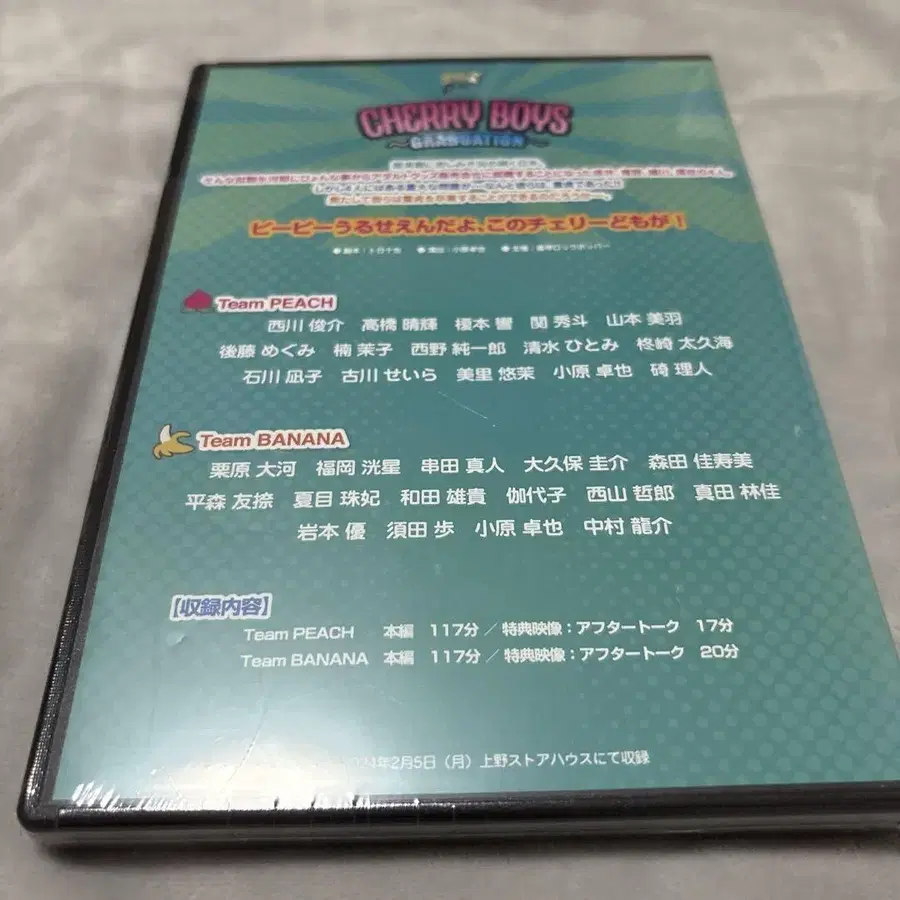 CHERRY BOYS
~GRADUATION~
ピーピーうるせえんだよ、このチェリーどもが！
Team PEACH
西川 俊介 高橋 晴輝 榎本 響 関 秀斗 山本 美羽
後藤 めぐみ 楠 茉子 西野 純一郎 清水 ひとみ 柊崎 太久海
石川 凪子 古川 せいら 美里 悠茉 小原 卓也 碕 理人
Team BANANA
栗原 大河 福岡 洸星 串田 真人 大久保 圭介 森田 佳寿美
平森 友捺 夏目 珠妃 和田 雄貴 伽代子 西山 哲郎 真田 林佳
岩本 優 須田 歩 小原 卓也 中村 龍介
【収録内容】
Team PEACH 本編 117分／特典映像：アフタートーク 17分
Team BANANA 本編 117分／特典映像：アフタートーク 20分
24年2月5日（月）上野ストアハウスにて収録